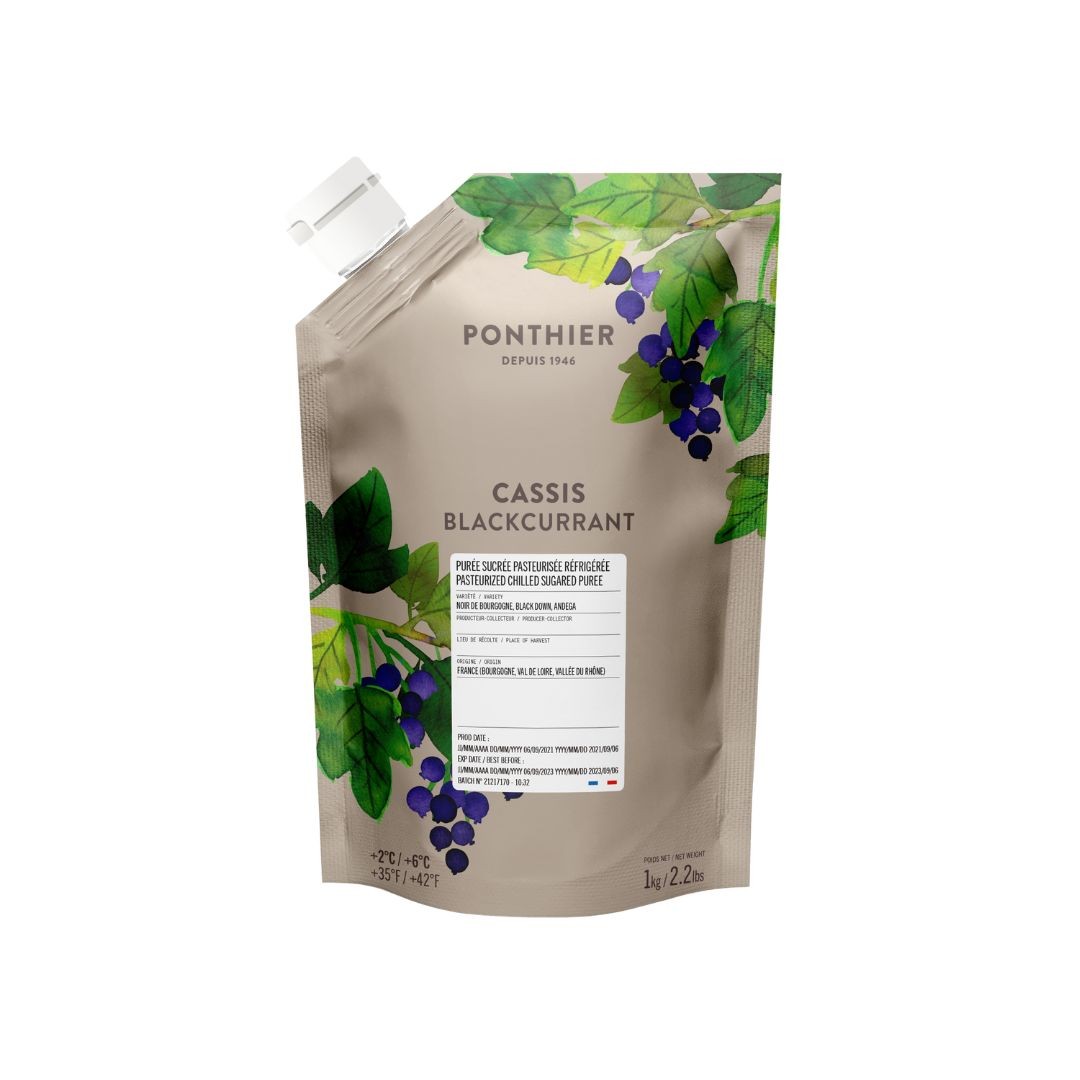 PONTHIER
DEPUIS 1946
CASSIS
BLACKCURRANT
PURÉE SUCRÉE PASTEURISÉE RÉFRIGÉRÉE
PASTEURIZED CHILLED SUGARED PUREE
VARIÉTÉ / VARIETY
NOIR DE BOURGOGNE, BLACK DOWN, ANDEGA
PRODUCTEUR-COLLECTEUR / PRODUCER-COLLECTOR
LIEU DE RÉCOLTE / PLACE OF HARVEST
ORIGINE / ORIGIN
FRANCE (BOURGOGNE, VAL DE LOIRE, VALLÉE DU RHÔNE)
PROD DATE :
JJ/MM/AAAA DD/MM/YYYY 06/09/2021 YYYY/MM/DD 2021/09/06
EXP DATE / BEST BEFORE :
JJ/MM/AAAA DD/MM/YYYY 06/09/2023 YYYY/MM/DD 2023/09/06
BATCH N° 21217170 - 10:32
+2°C / +6°C
+35°F / +42°F
POIDS NET / NET WEIGHT
1kg / 2.2lbs